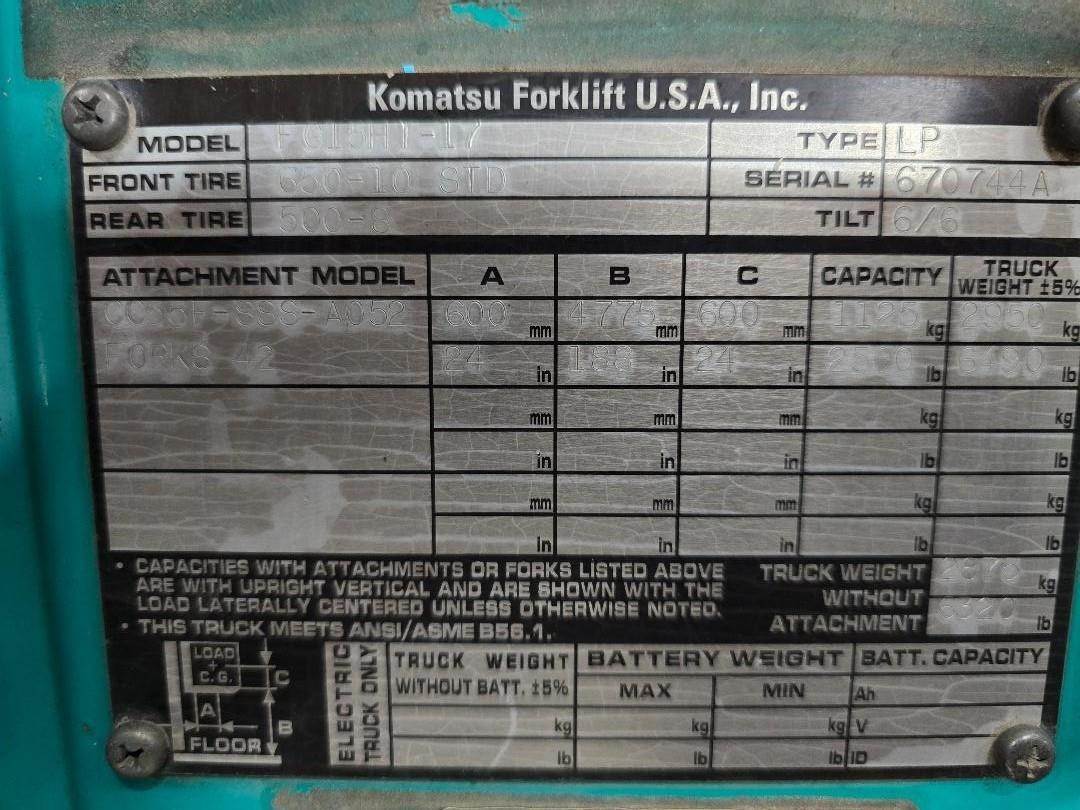 Komatsu Forklift U.S.A., Inc.
MODEL FG15HT-17 TYPE LP
FRONT TIRE 650-10 STD SERIAL # 670744A
REAR TIRE 500-8 TILT 6/6
ATTACHMENT MODEL A B C CAPACITY TRUCK WEIGHT ±5%
600 mm 4775 mm 600 mm 1125 kg 2950 kg
FORKS 42 24 in 188 in 24 in lb lb
mm mm mm kg kg
in in in lb lb
mm mm mm kg kg
in in in lb lb
• CAPACITIES WITH ATTACHMENTS OR FORKS LISTED ABOVE
ARE WITH UPRIGHT VERTICAL AND ARE SHOWN WITH THE
LOAD LATERALLY CENTERED UNLESS OTHERWISE NOTED.
• THIS TRUCK MEETS ANSI/ASME B56.1.
TRUCK WEIGHT kg
WITHOUT
ATTACHMENT 6320 lb
LOAD
+
C.G.
C
A
B
FLOOR
ELECTRIC
TRUCK ONLY
TRUCK WEIGHT BATTERY WEIGHT BATT. CAPACITY
WITHOUT BATT. ±5% MAX MIN Ah
kg kg kg V
lb lb lb ID